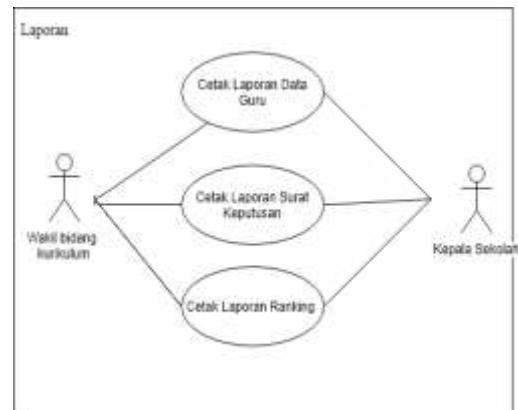 Laporan
Cetak Laporan Data
Guru
Cetak Laporan Surat
Keputusan
Wakil bidang
kurikulum
Kepala Sekolah
Cetak Laporan Ranking